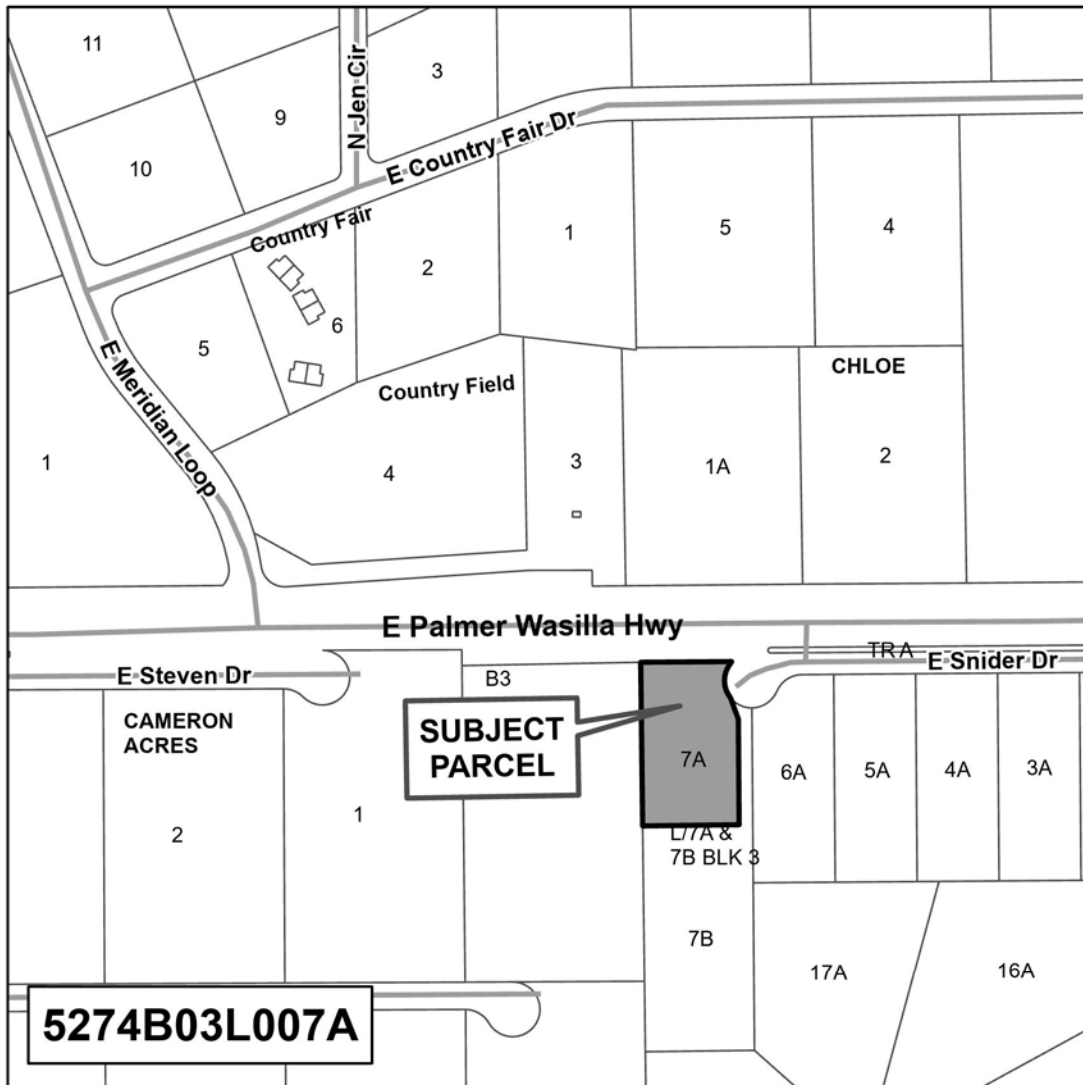 11
3
9
N Jen Cir
10
E Country Fair Dr
Country Fair
1
5
4
2
6
5
E Meridian Loop
CHLOE
Country Field
1
4
3
1A
2
E Palmer Wasilla Hwy
TR A
E Snider Dr
E Steven Dr
B3
CAMERON
ACRES
SUBJECT
PARCEL
7A
6A
5A
4A
3A
1
2
L/7A &
7B BLK 3
7B
17A
16A
5274B03L007A